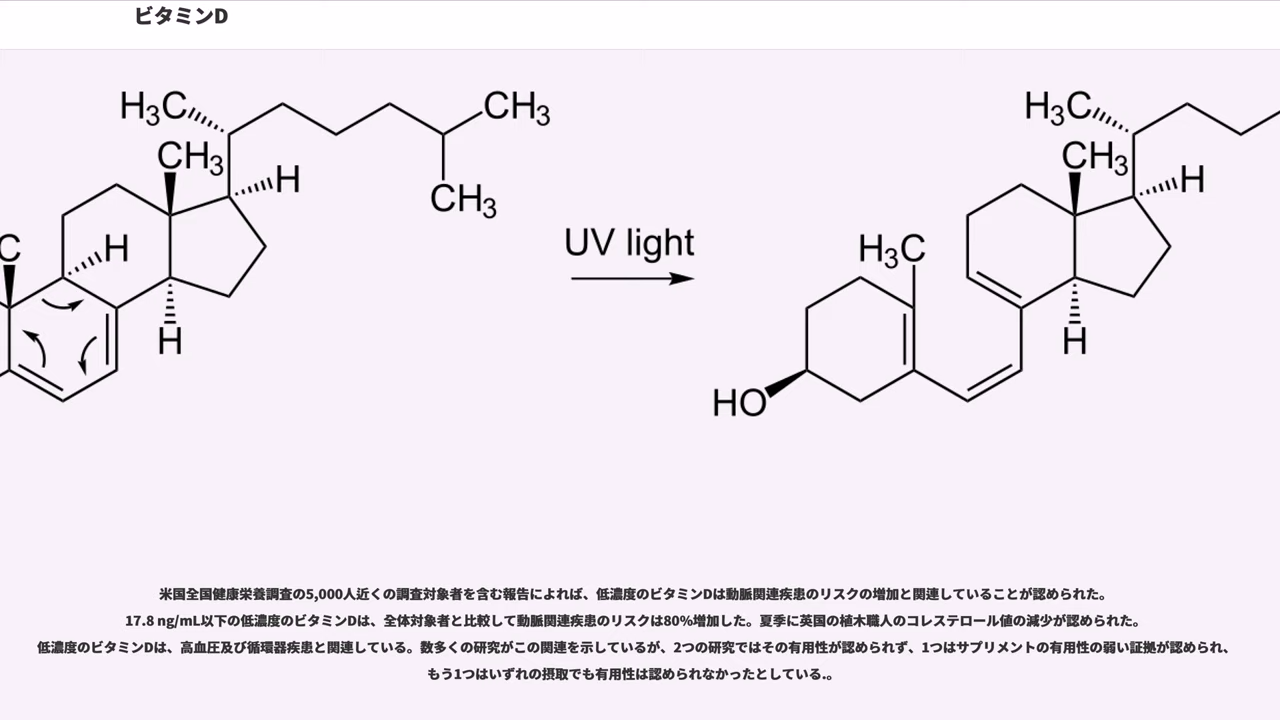 ビタミンD
H₃C
CH₃
H
CH₃
CH₃
C
H
H
UV light
H₃C
CH₃
H
H₃C
H
HO
米国全国健康栄養調査の5,000人近くの調査対象者を含む報告によれば、低濃度のビタミンDは動脈関連疾患のリスクの増加と関連していることが認められた。
17.8 ng/mL以下の低濃度のビタミンDは、全体対象者と比較して動脈関連疾患のリスクは80%増加した。夏季に英国の植木職人のコレステロール値の減少が認められた。
低濃度のビタミンDは、高血圧及び循環器疾患と関連している。数多くの研究がこの関連を示しているが、2つの研究ではその有用性が認められず、1つはサプリメントの有用性の弱い証拠が認められ、
もう1つはいずれの摂取でも有用性は認められなかったとしている.。